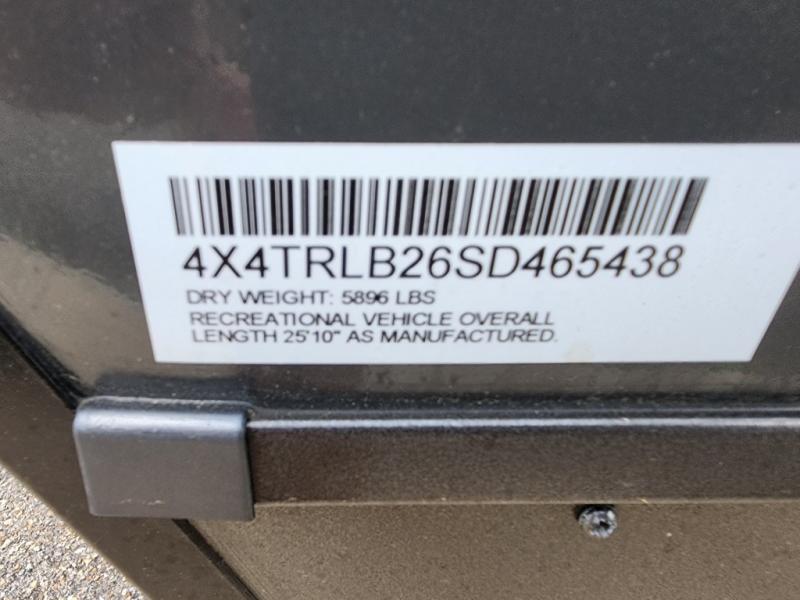 4X4TRLB26SD465438
DRY WEIGHT: 5896 LBS
RECREATIONAL VEHICLE OVERALL
LENGTH 25'10" AS MANUFACTURED.